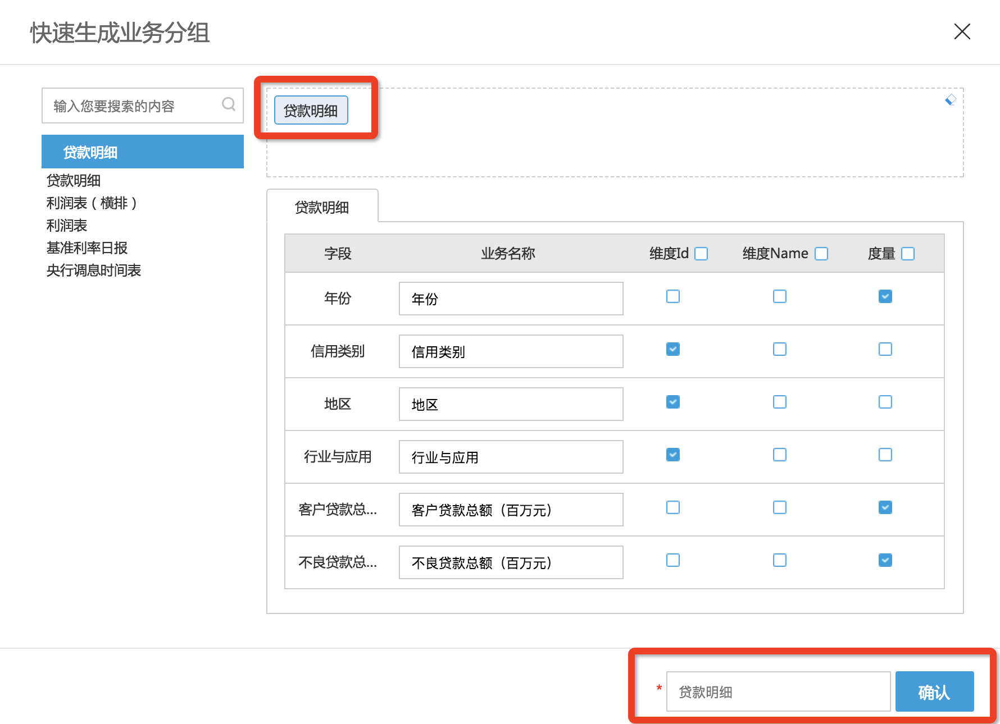 快速生成业务分组
输入您要搜索的内容
贷款明细
贷款明细
利润表（横排）
利润表
基准利率日报
央行调息时间表
贷款明细
贷款明细
字段 业务名称 维度Id 维度Name 度量
年份 年份
信用类别 信用类别
地区 地区
行业与应用 行业与应用
客户贷款总... 客户贷款总额（百万元）
不良贷款总... 不良贷款总额（百万元）
* 贷款明细 确认